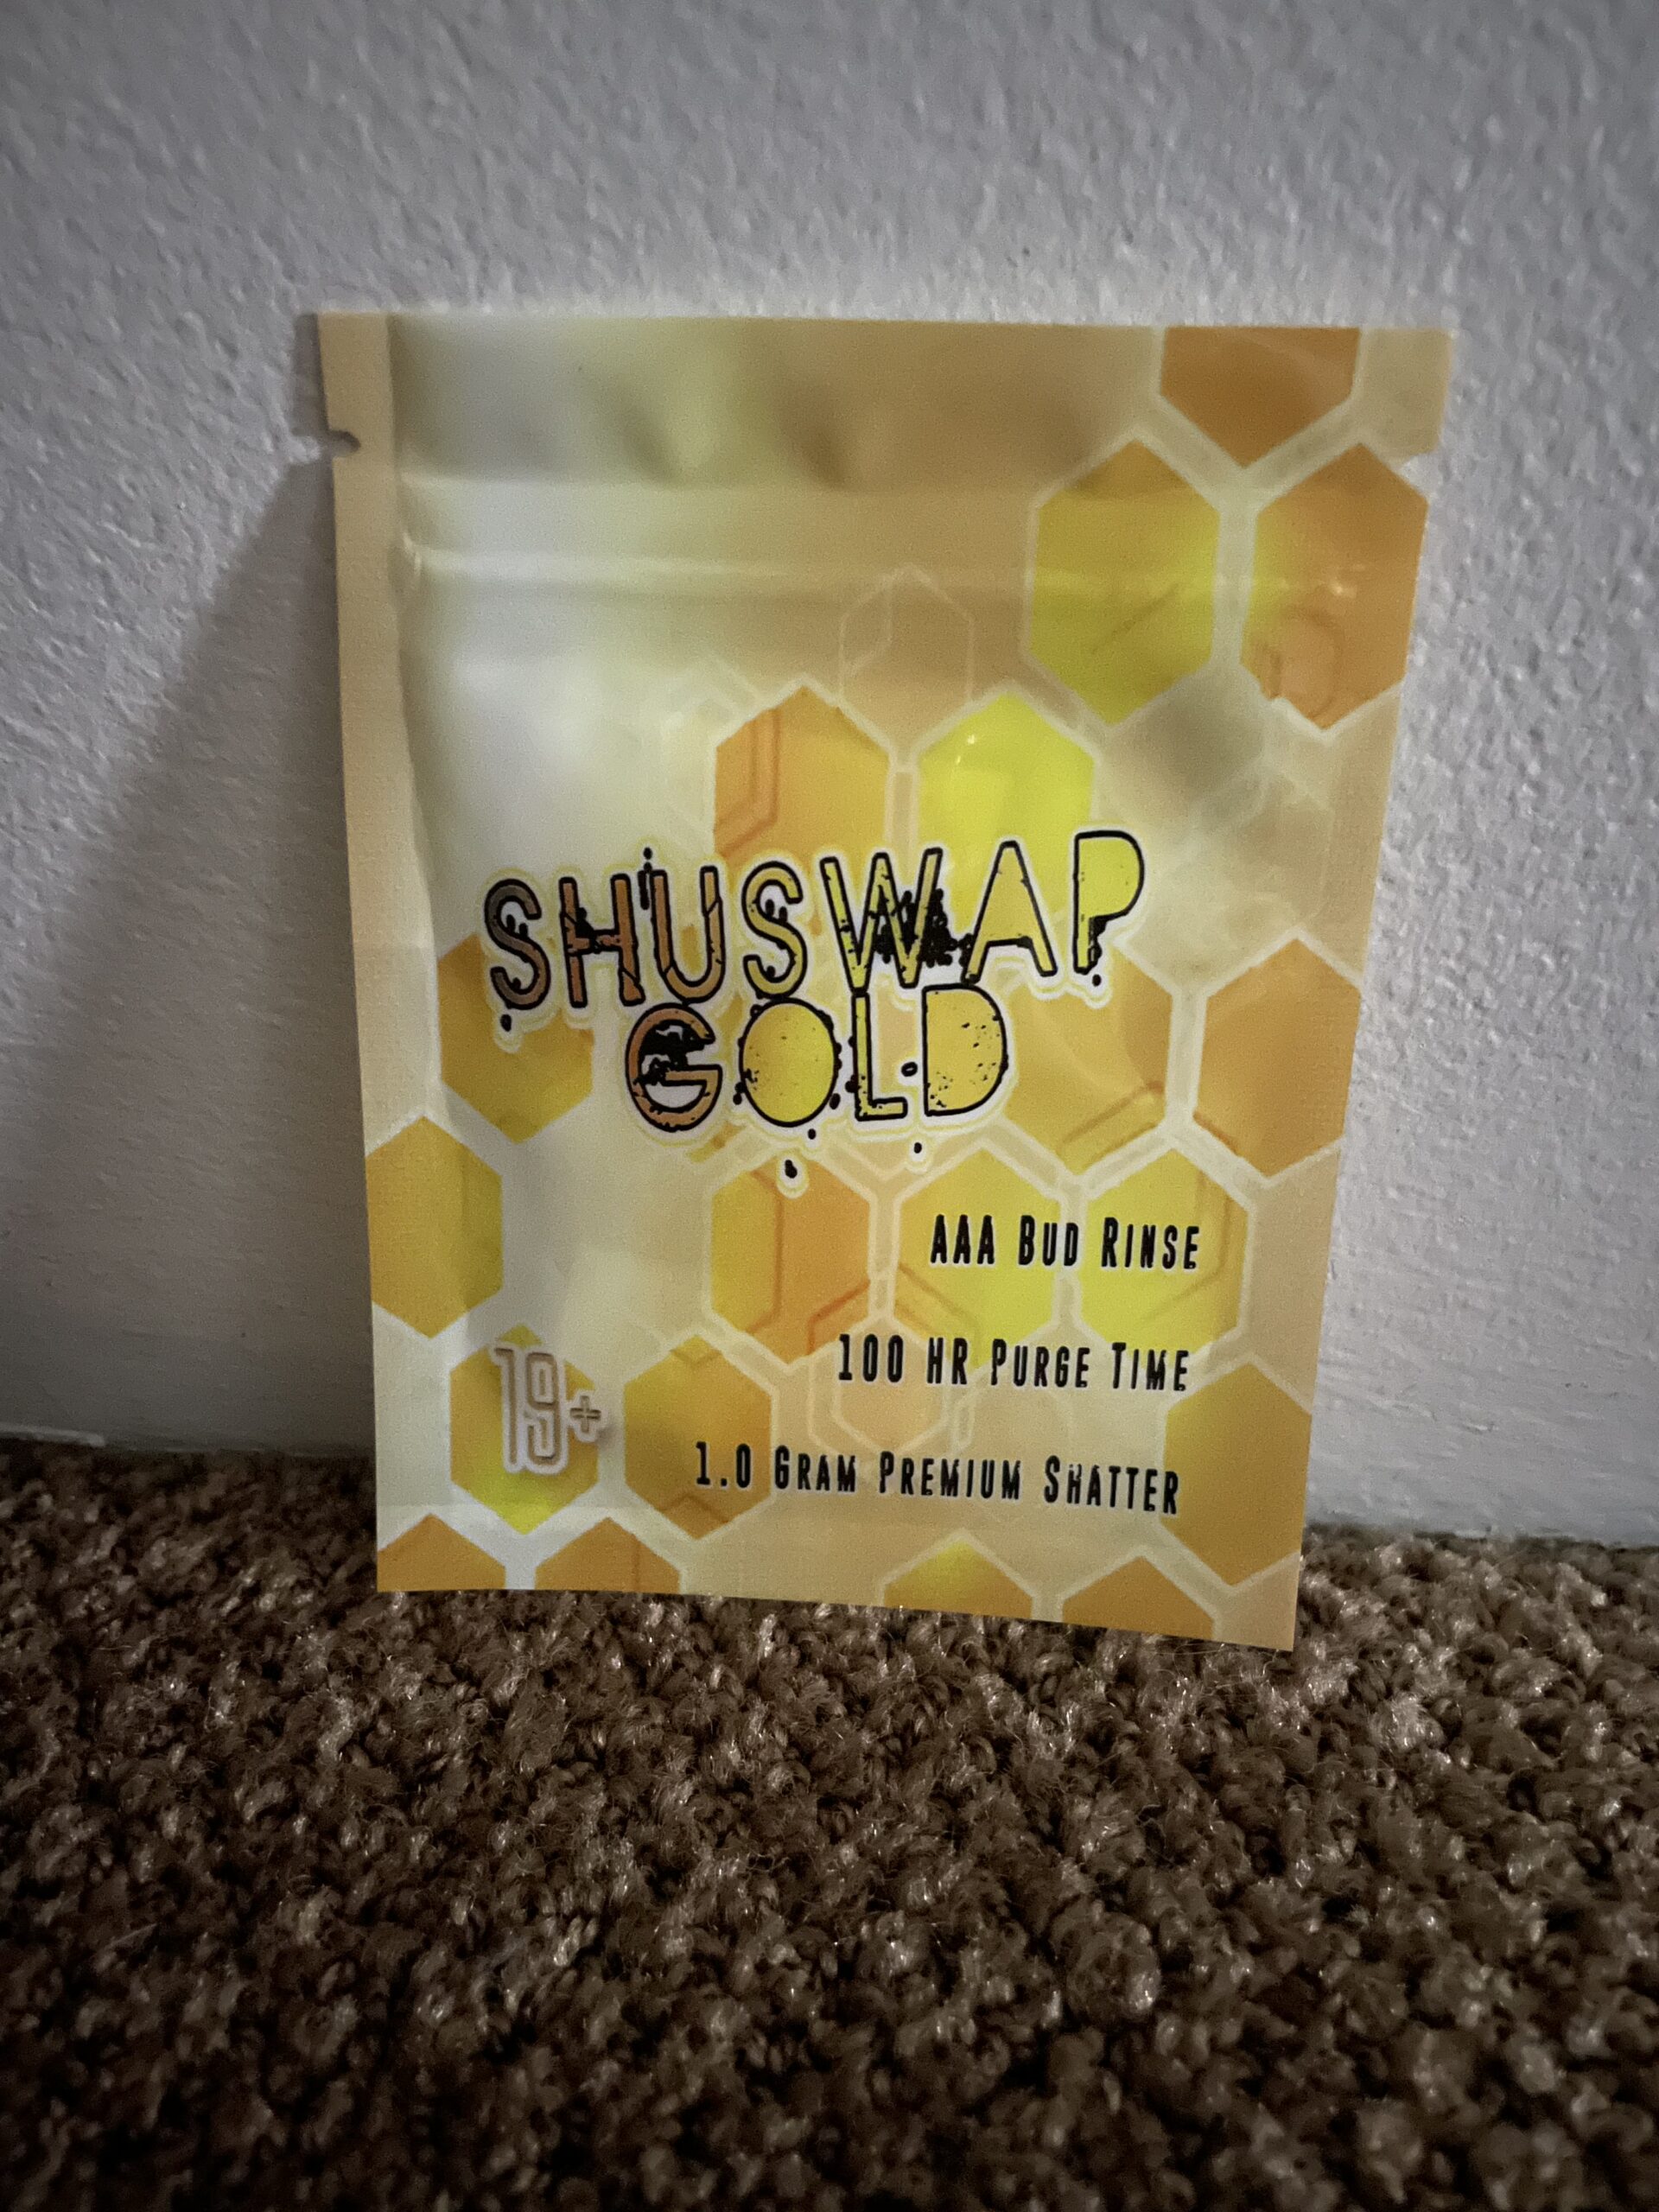 SHUSWAP
GOLD
AAA BUD RINSE
100 HR PURGE TIME
19+
1.0 GRAM PREMIUM SHATTER